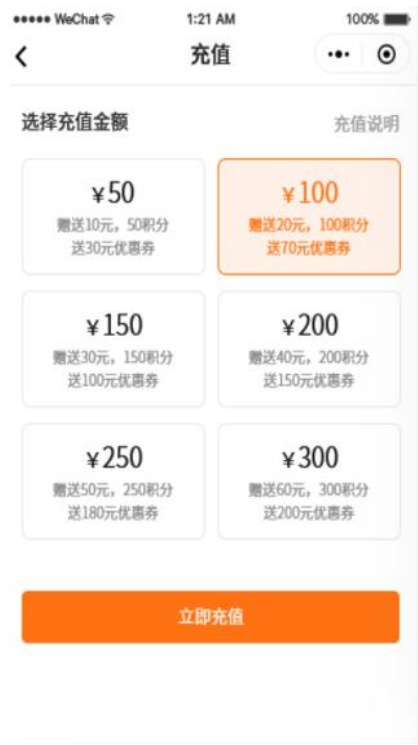 ●●●●● WeChat 1:21 AM 100%
充值
选择充值金额 充值说明
¥50
赠送10元，50积分
送30元优惠券
¥100
赠送20元，100积分
送70元优惠券
¥150
赠送30元，150积分
送100元优惠券
¥200
赠送40元，200积分
送150元优惠券
¥250
赠送50元，250积分
送180元优惠券
¥300
赠送60元，300积分
送200元优惠券
立即充值